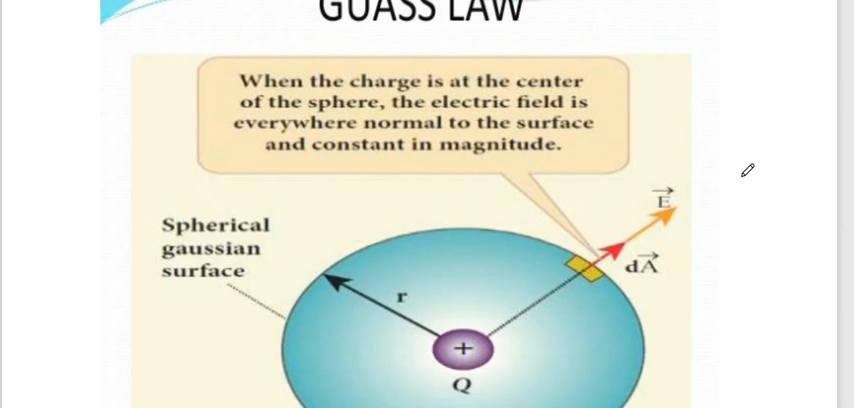 GUASS LAW
When the charge is at the center
of the sphere, the electric field is
everywhere normal to the surface
and constant in magnitude.
E
Spherical
gaussian
surface
dA
r
+
Q